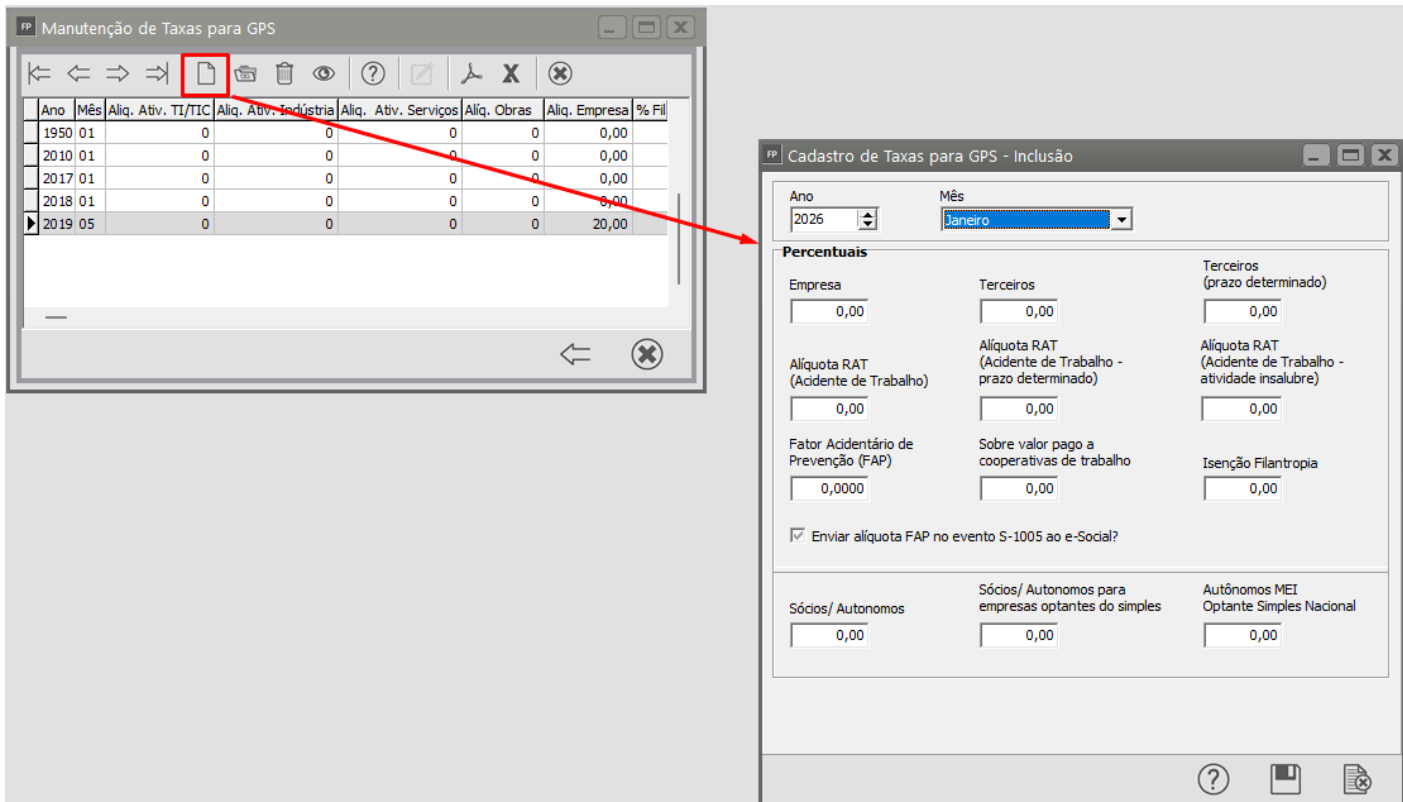 FP Manutenção de Taxas para GPS
Ano Mês Aliq. Ativ. TI/TIC Aliq. Ativ. Indústria Aliq. Ativ. Serviços Alíq. Obras Aliq. Empresa % Fil
1950 01 0 0 0 0 0,00
2010 01 0 0 0 0 0,00
2017 01 0 0 0 0 0,00
2018 01 0 0 0 0 0,00
2019 05 0 0 0 0 20,00
FP Cadastro de Taxas para GPS - Inclusão
Ano Mês
2026 Janeiro
Percentuais
Empresa Terceiros Terceiros
(prazo determinado)
0,00 0,00 0,00
Alíquota RAT
(Acidente de Trabalho)
Alíquota RAT
(Acidente de Trabalho -
prazo determinado)
Alíquota RAT
(Acidente de Trabalho -
atividade insalubre)
0,00 0,00 0,00
Fator Acidentário de
Prevenção (FAP)
Sobre valor pago a
cooperativas de trabalho
Isenção Filantropia
0,0000 0,00 0,00
Enviar alíquota FAP no evento S-1005 ao e-Social?
Sócios/ Autonomos
Sócios/ Autonomos para
empresas optantes do simples
Autônomos MEI
Optante Simples Nacional
0,00 0,00 0,00